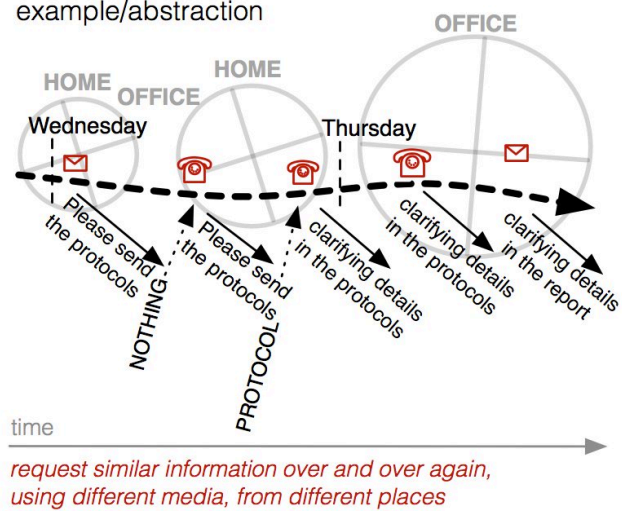 example/abstraction
OFFICE
HOME
HOME
OFFICE
Wednesday
Thursday
Please send
the protocols
NOTHING
Please send
the protocols
PROTOCOL
clarifying details
in the protocols
clarifying details
in the protocols
clarifying details
in the report
time
request similar information over and over again,
using different media, from different places